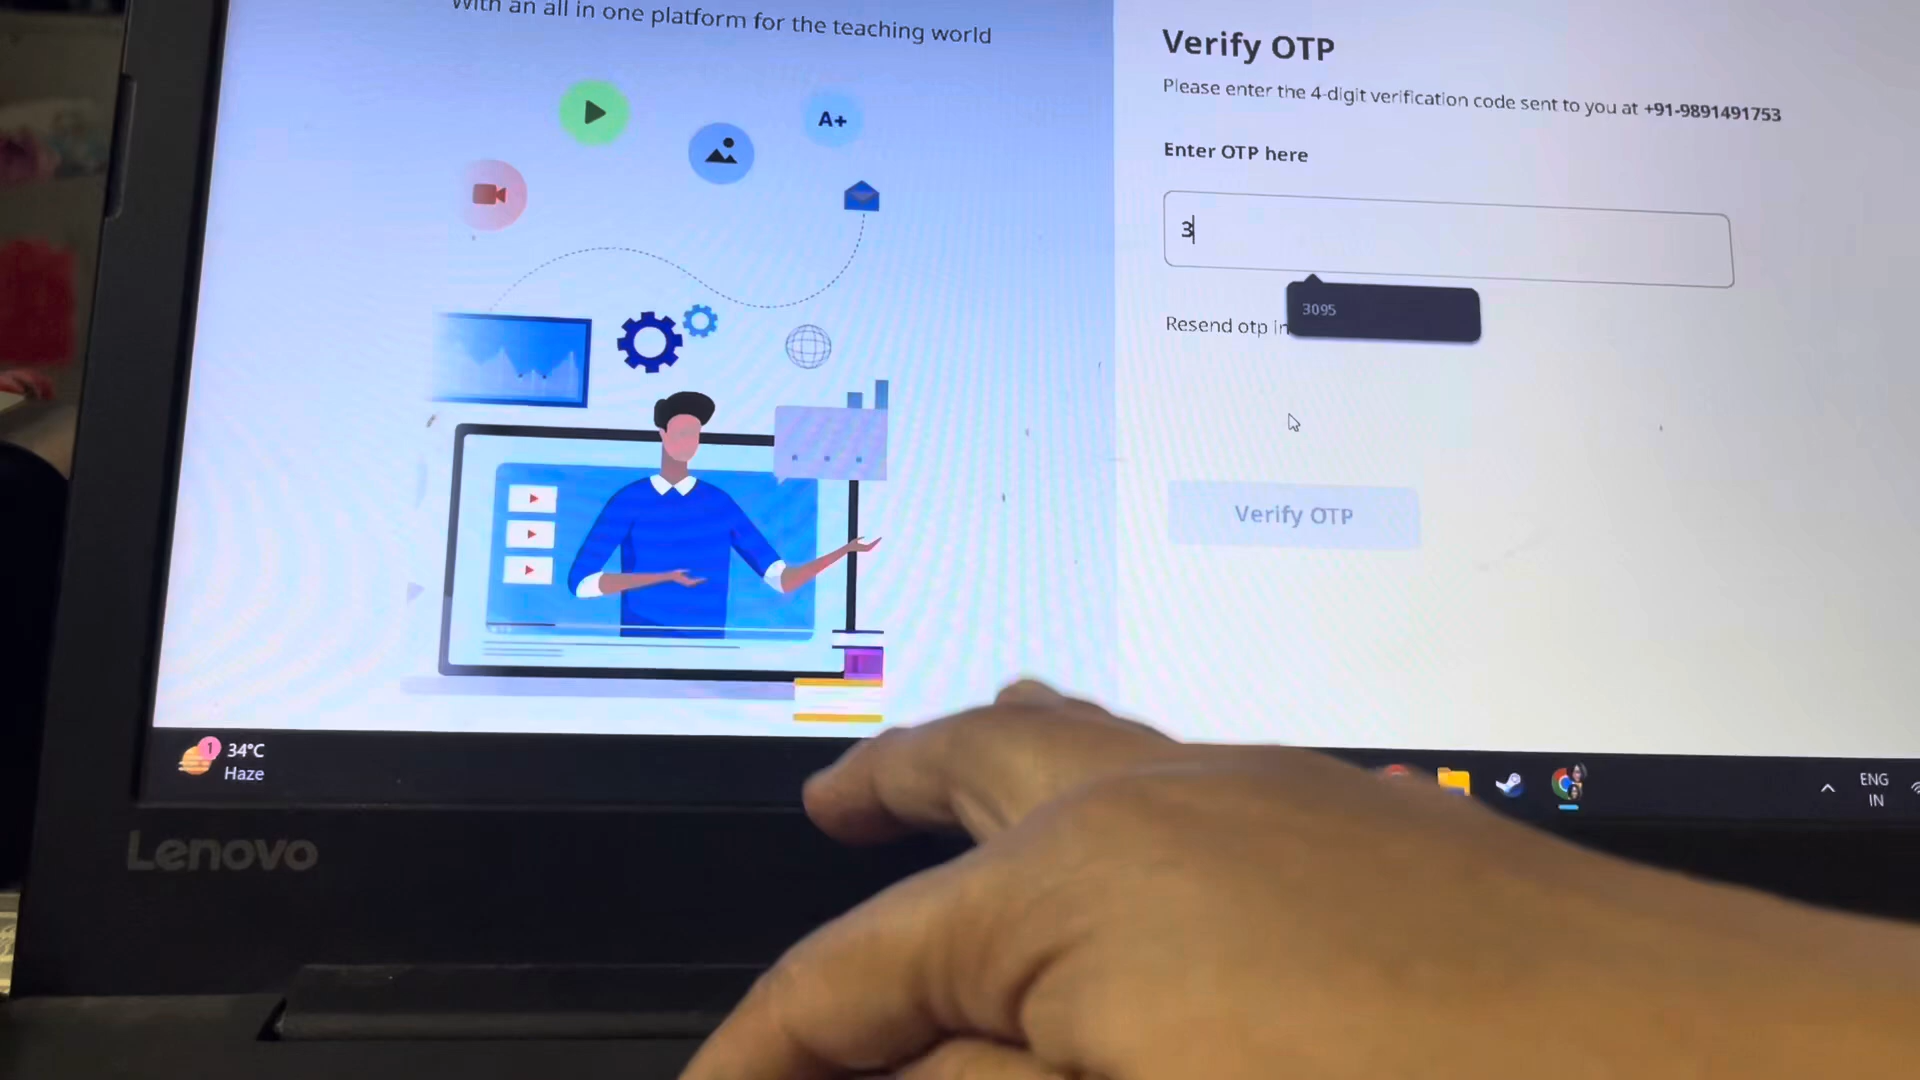 With an all in one platform for the teaching world
A+
Verify OTP
Please enter the 4-digit verification code sent to you at +91-9891491753
Enter OTP here
3
3095
Resend otp in
Verify OTP
1
34°C
Haze
ENG
IN
Lenovo